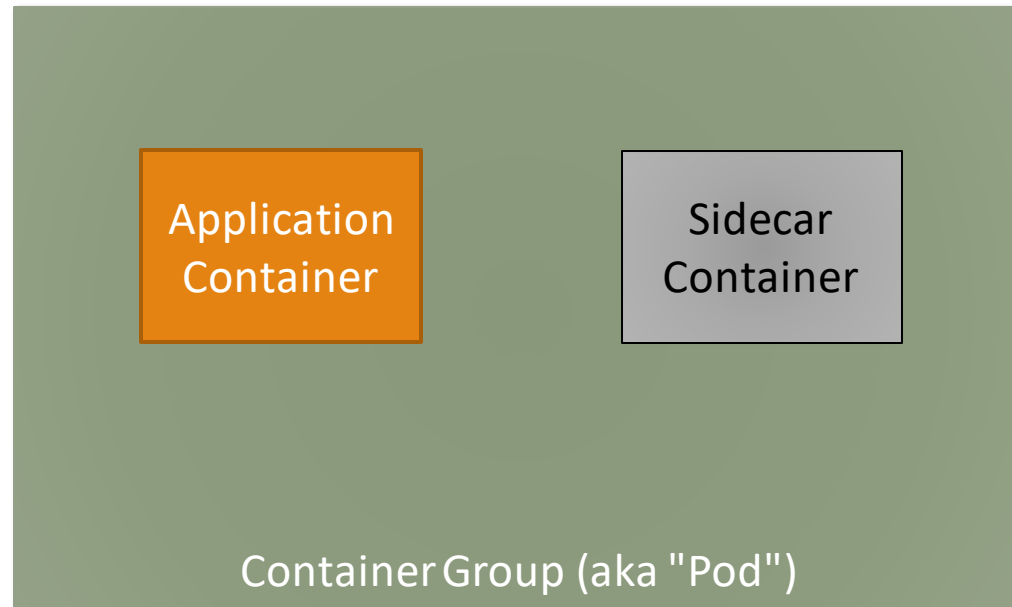 Application
Container
Sidecar
Container
Container Group (aka "Pod")